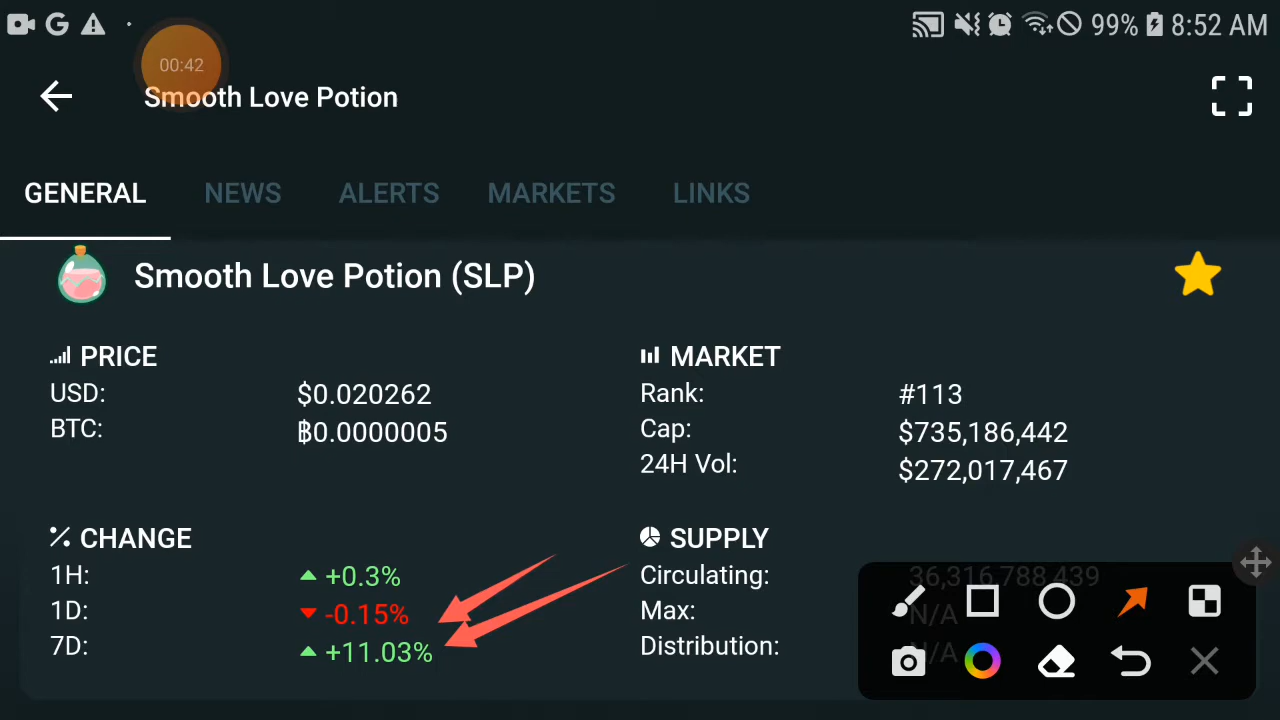 99% 8:52 AM
00:42
Smooth Love Potion
GENERAL NEWS ALERTS MARKETS LINKS
Smooth Love Potion (SLP)
PRICE
USD: $0.020262
BTC: ฿0.0000005
MARKET
Rank: #113
Cap: $735,186,442
24H Vol: $272,017,467
CHANGE
1H: +0.3%
1D: -0.15%
7D: +11.03%
SUPPLY
Circulating: 36,316,788,439
Max: N/A
Distribution: N/A